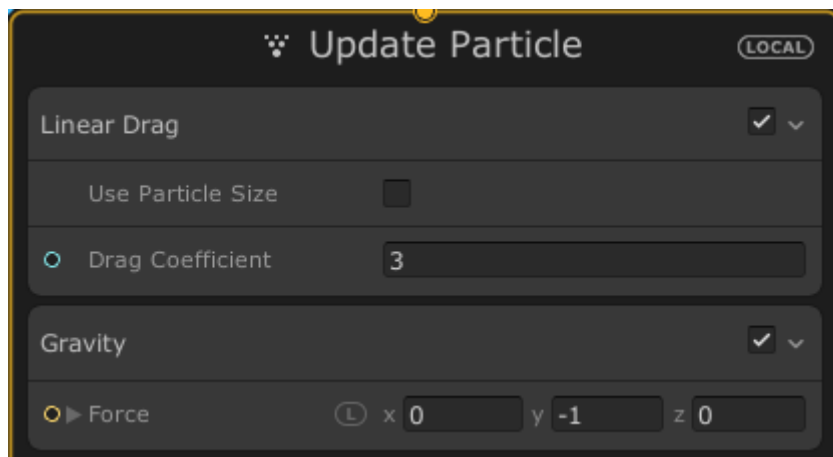 Update Particle LOCAL
Linear Drag
Use Particle Size
Drag Coefficient 3
Gravity
Force L x 0 y -1 z 0